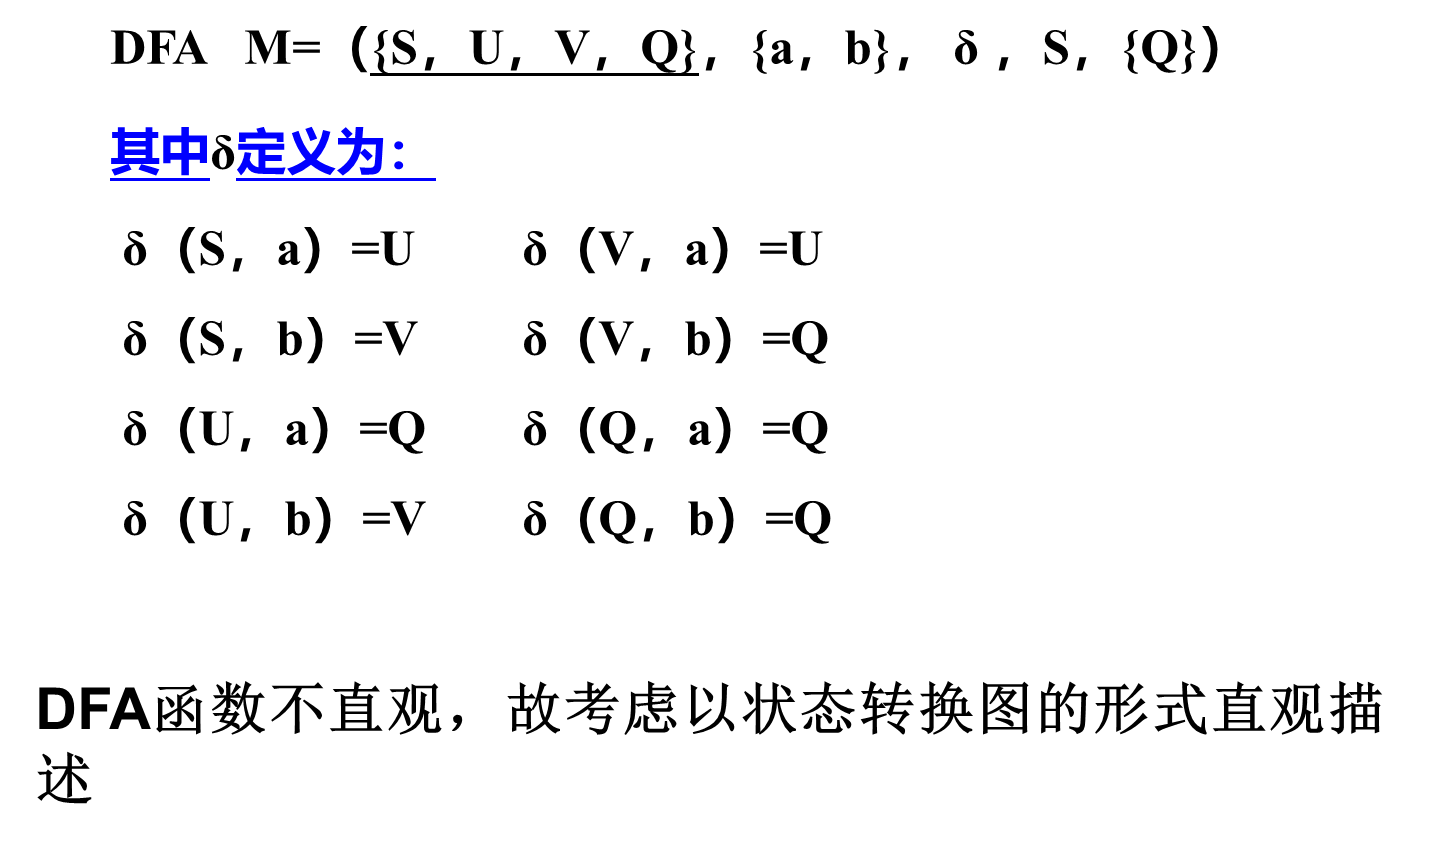 DFA M=（{S，U，V，Q}，{a，b}， δ ，S，{Q}）
其中δ定义为：
δ（S，a）=U δ（V，a）=U
δ（S，b）=V δ（V，b）=Q
δ（U，a）=Q δ（Q，a）=Q
δ（U，b）=V δ（Q，b）=Q
DFA函数不直观，故考虑以状态转换图的形式直观描
述